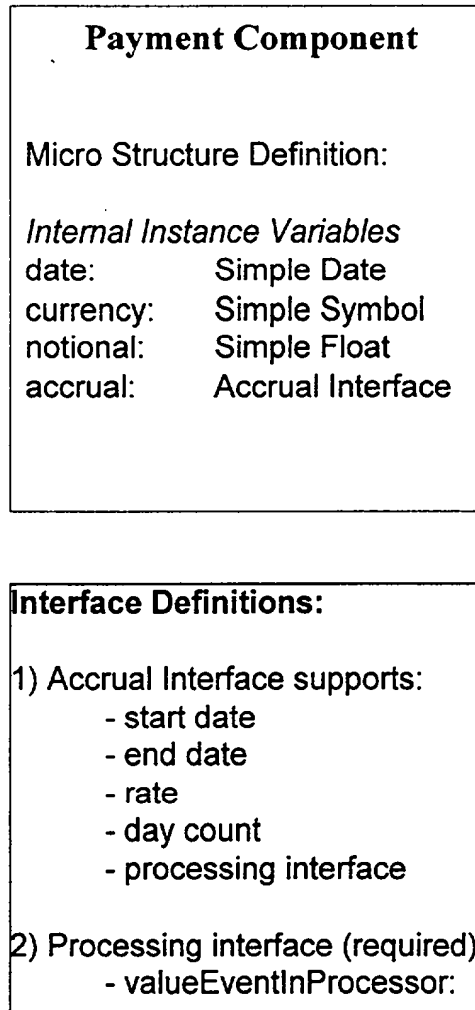 Payment Component
Micro Structure Definition:
Internal Instance Variables
date: Simple Date
currency: Simple Symbol
notional: Simple Float
accrual: Accrual Interface
Interface Definitions:
1) Accrual Interface supports:
- start date
- end date
- rate
- day count
- processing interface
2) Processing interface (required)
- valueEventInProcessor: